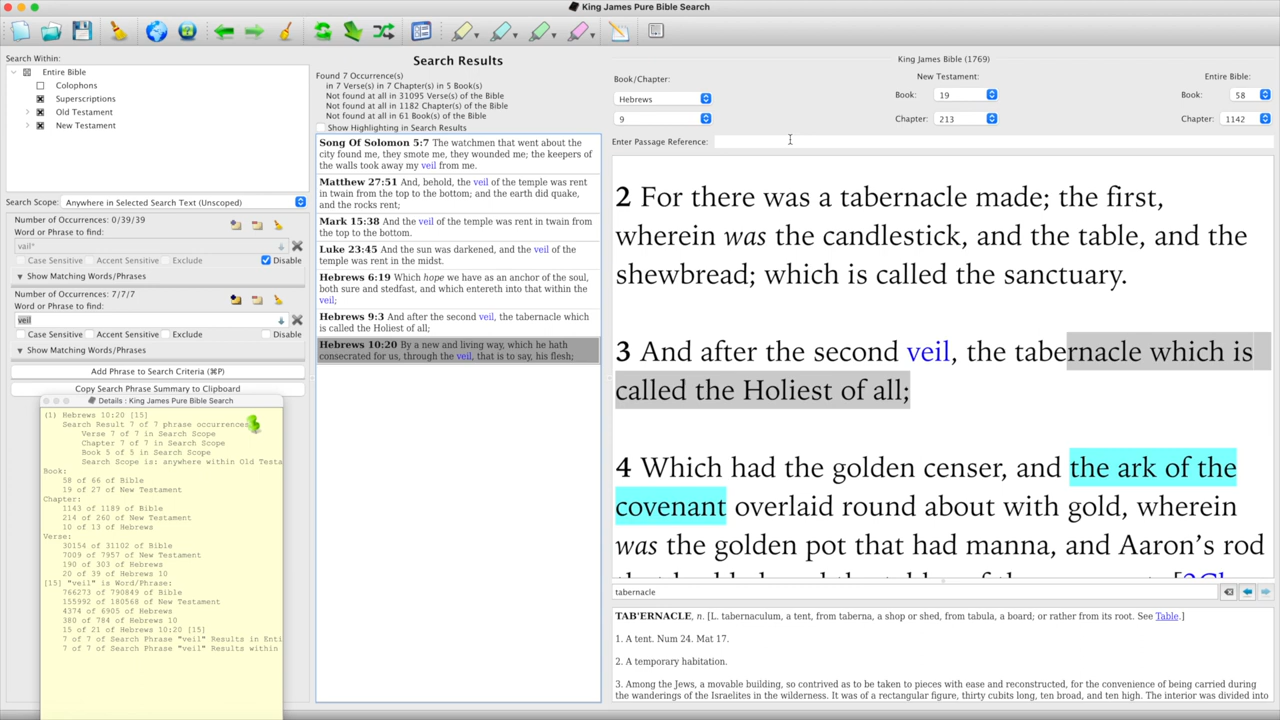 King James Pure Bible Search
Search Within:
Entire Bible
Colophons
Superscriptions
Old Testament
New Testament
Search Scope: Anywhere in Selected Search Text (Unscoped)
Number of Occurrences: 0/39/39
Word or Phrase to find:
vail*
Case Sensitive Accent Sensitive Exclude Disable
Show Matching Words/Phrases
Number of Occurrences: 7/7/7
Word or Phrase to find:
veil
Case Sensitive Accent Sensitive Exclude Disable
Show Matching Words/Phrases
Add Phrase to Search Criteria (⌘P)
Copy Search Phrase Summary to Clipboard
Details : King James Pure Bible Search
(1) Hebrews 10:20 [15]
Search Result 7 of 7 phrase occurrences
Verse 7 of 7 in Search Scope
Chapter 7 of 7 in Search Scope
Book 5 of 5 in Search Scope
Search Scope is: anywhere within Old Testa
Book:
58 of 66 of Bible
19 of 27 of New Testament
Chapter:
1143 of 1189 of Bible
214 of 260 of New Testament
10 of 13 of Hebrews
Verse:
30154 of 31102 of Bible
7009 of 7957 of New Testament
190 of 303 of Hebrews
20 of 39 of Hebrews 10
[15] "veil" is Word/Phrase:
766273 of 790849 of Bible
155992 of 180568 of New Testament
4374 of 6905 of Hebrews
380 of 784 of Hebrews 10
15 of 21 of Hebrews 10:20 [15]
7 of 7 of Search Phrase "veil" Results in Enti
7 of 7 of Search Phrase "veil" Results within
Search Results
Found 7 Occurrence(s)
in 7 Verse(s) in 7 Chapter(s) in 5 Book(s)
Not found at all in 31095 Verse(s) of the Bible
Not found at all in 1182 Chapter(s) of the Bible
Not found at all in 61 Book(s) of the Bible
Show Highlighting in Search Results
Song Of Solomon 5:7 The watchmen that went about the
city found me, they smote me, they wounded me; the keepers of
the walls took away my veil from me.
Matthew 27:51 And, behold, the veil of the temple was rent
in twain from the top to the bottom; and the earth did quake,
and the rocks rent;
Mark 15:38 And the veil of the temple was rent in twain from
the top to the bottom.
Luke 23:45 And the sun was darkened, and the veil of the
temple was rent in the midst.
Hebrews 6:19 Which hope we have as an anchor of the soul,
both sure and stedfast, and which entereth into that within the
veil;
Hebrews 9:3 And after the second veil, the tabernacle which
is called the Holiest of all;
Hebrews 10:20 By a new and living way, which he hath
consecrated for us, through the veil, that is to say, his flesh;
King James Bible (1769)
Book/Chapter: New Testament: Entire Bible:
Hebrews Book: 19 Book: 58
9 Chapter: 213 Chapter: 1142
Enter Passage Reference:
2 For there was a tabernacle made; the first,
wherein was the candlestick, and the table, and the
shewbread; which is called the sanctuary.
3 And after the second veil, the tabernacle which is
called the Holiest of all;
4 Which had the golden censer, and the ark of the
covenant overlaid round about with gold, wherein
was the golden pot that had manna, and Aaron's rod
tabernacle
TAB'ERNACLE, n. [L. tabernaculum, a tent, from taberna, a shop or shed, from tabula, a board; or rather from its root. See Table.]
1. A tent. Num 24. Mat 17.
2. A temporary habitation.
3. Among the Jews, a movable building, so contrived as to be taken to pieces with ease and reconstructed, for the convenience of being carried during
the wanderings of the Israelites in the wilderness. It was of a rectangular figure, thirty cubits long, ten broad, and ten high. The interior was divided into